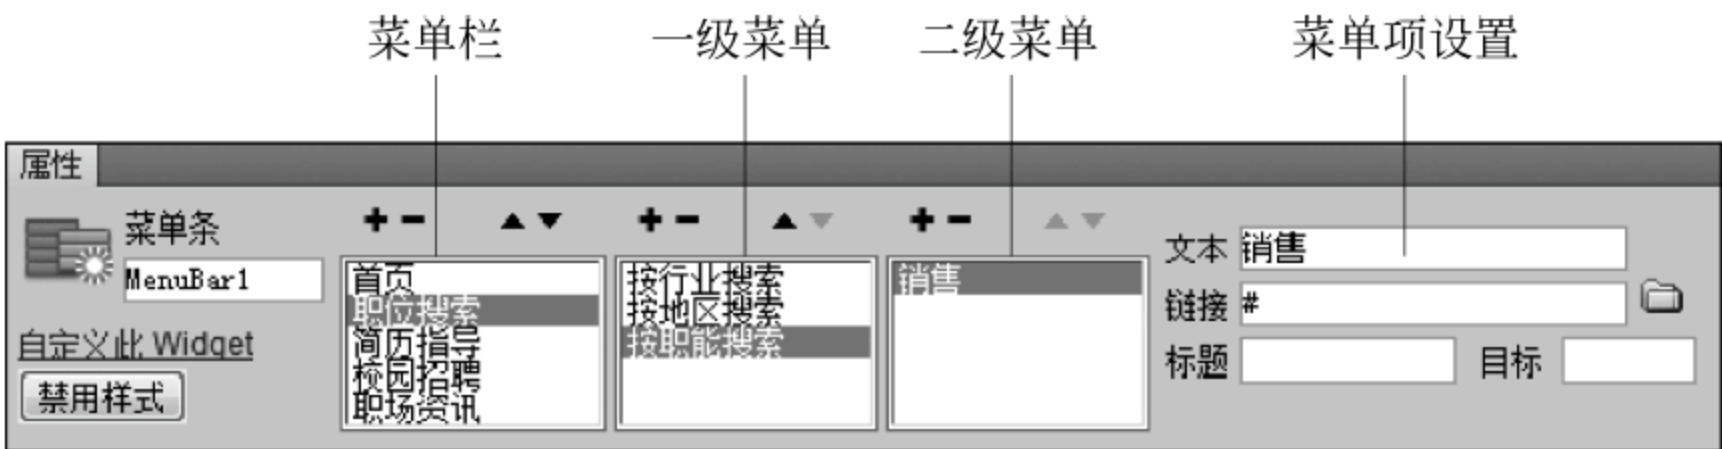 菜单栏 一级菜单 二级菜单 菜单项设置
属性
菜单条
MenuBar1
自定义此 Widget
禁用样式
首页
职位搜索
简历指导
校园招聘
职场资讯
按行业搜索
按地区搜索
按职能搜索
销售
文本 销售
链接 #
标题 目标